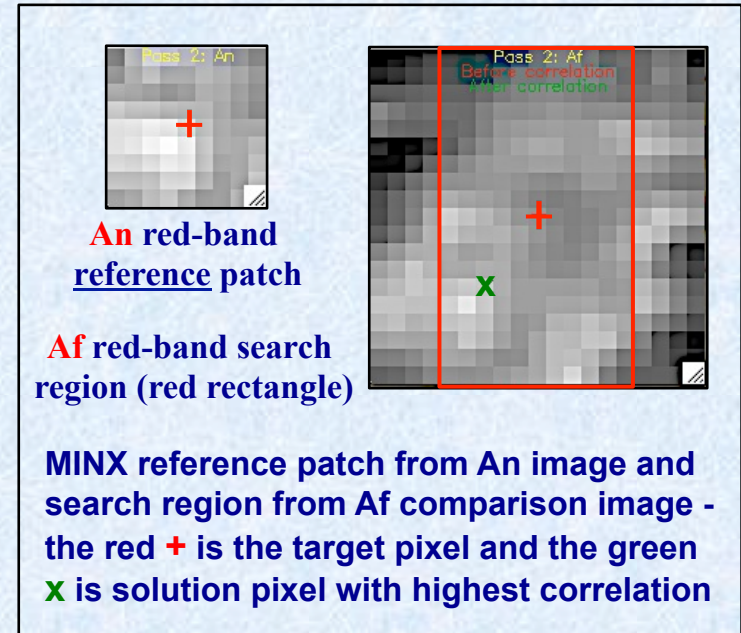 Pass 2: An
Pass 2: Af
Before correlation
After correlation
+
+
x
An red-band
reference patch
Af red-band search
region (red rectangle)
MINX reference patch from An image and
search region from Af comparison image -
the red + is the target pixel and the green
x is solution pixel with highest correlation